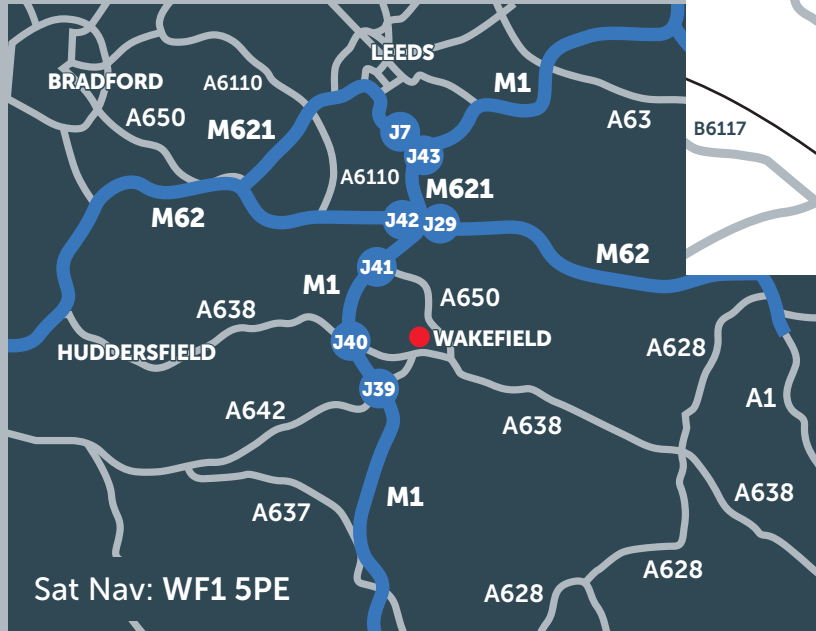 LEEDS
BRADFORD
A6110
M1
A650
M621
A63
J7
B6117
J43
A6110
M621
M62
J42
J29
M62
J41
M1
A650
A638
J40
WAKEFIELD
A628
HUDDERSFIELD
J39
A642
A1
A638
M1
A638
A637
A628
Sat Nav: WF1 5PE
A628